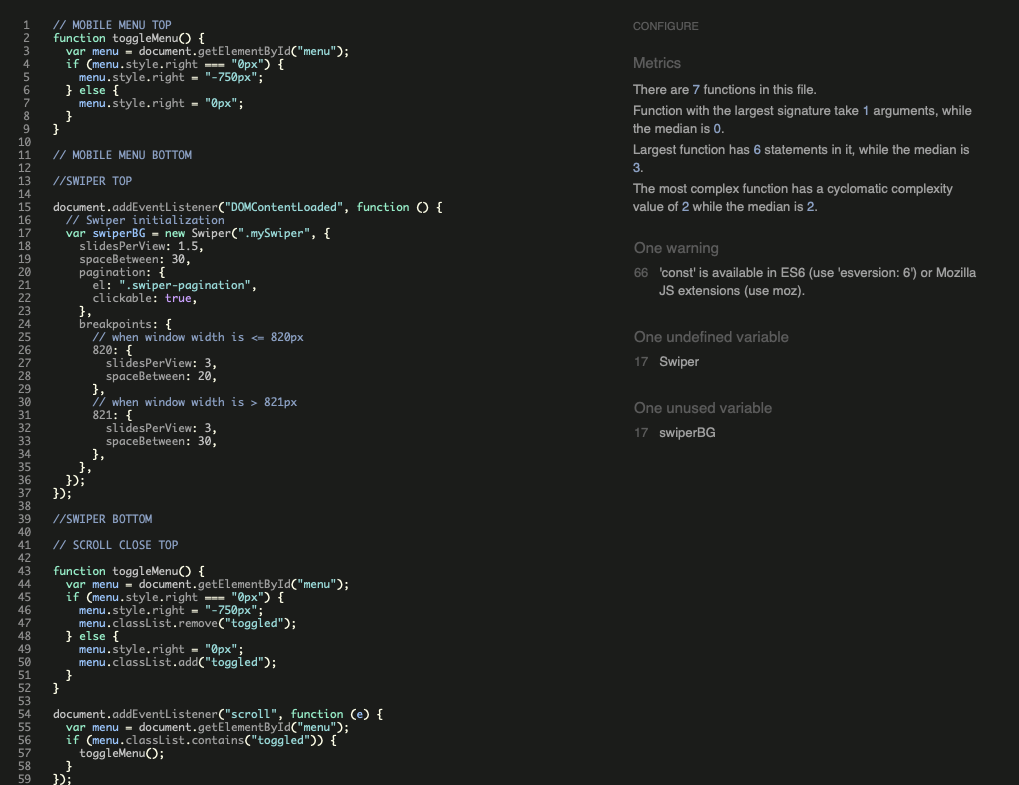 1 // MOBILE MENU TOP
2 function toggleMenu() {
3 var menu = document.getElementById("menu");
4 if (menu.style.right === "0px") {
5 menu.style.right = "-750px";
6 } else {
7 menu.style.right = "0px";
8 }
9 }
10
11 // MOBILE MENU BOTTOM
12
13 //SWIPER TOP
14
15 document.addEventListener("DOMContentLoaded", function () {
16 // Swiper initialization
17 var swiperBG = new Swiper(".mySwiper", {
18 slidesPerView: 1.5,
19 spaceBetween: 30,
20 pagination: {
21 el: ".swiper-pagination",
22 clickable: true,
23 },
24 breakpoints: {
25 // when window width is <= 820px
26 820: {
27 slidesPerView: 3,
28 spaceBetween: 20,
29 },
30 // when window width is > 821px
31 821: {
32 slidesPerView: 3,
33 spaceBetween: 30,
34 },
35 },
36 });
37 });
38
39 //SWIPER BOTTOM
40
41 // SCROLL CLOSE TOP
42
43 function toggleMenu() {
44 var menu = document.getElementById("menu");
45 if (menu.style.right === "0px") {
46 menu.style.right = "-750px";
47 menu.classList.remove("toggled");
48 } else {
49 menu.style.right = "0px";
50 menu.classList.add("toggled");
51 }
52 }
53
54 document.addEventListener("scroll", function (e) {
55 var menu = document.getElementById("menu");
56 if (menu.classList.contains("toggled")) {
57 toggleMenu();
58 }
59 });
CONFIGURE
Metrics
There are 7 functions in this file.
Function with the largest signature take 1 arguments, while
the median is 0.
Largest function has 6 statements in it, while the median is
3.
The most complex function has a cyclomatic complexity
value of 2 while the median is 2.
One warning
66 'const' is available in ES6 (use 'esversion: 6') or Mozilla
JS extensions (use moz).
One undefined variable
17 Swiper
One unused variable
17 swiperBG